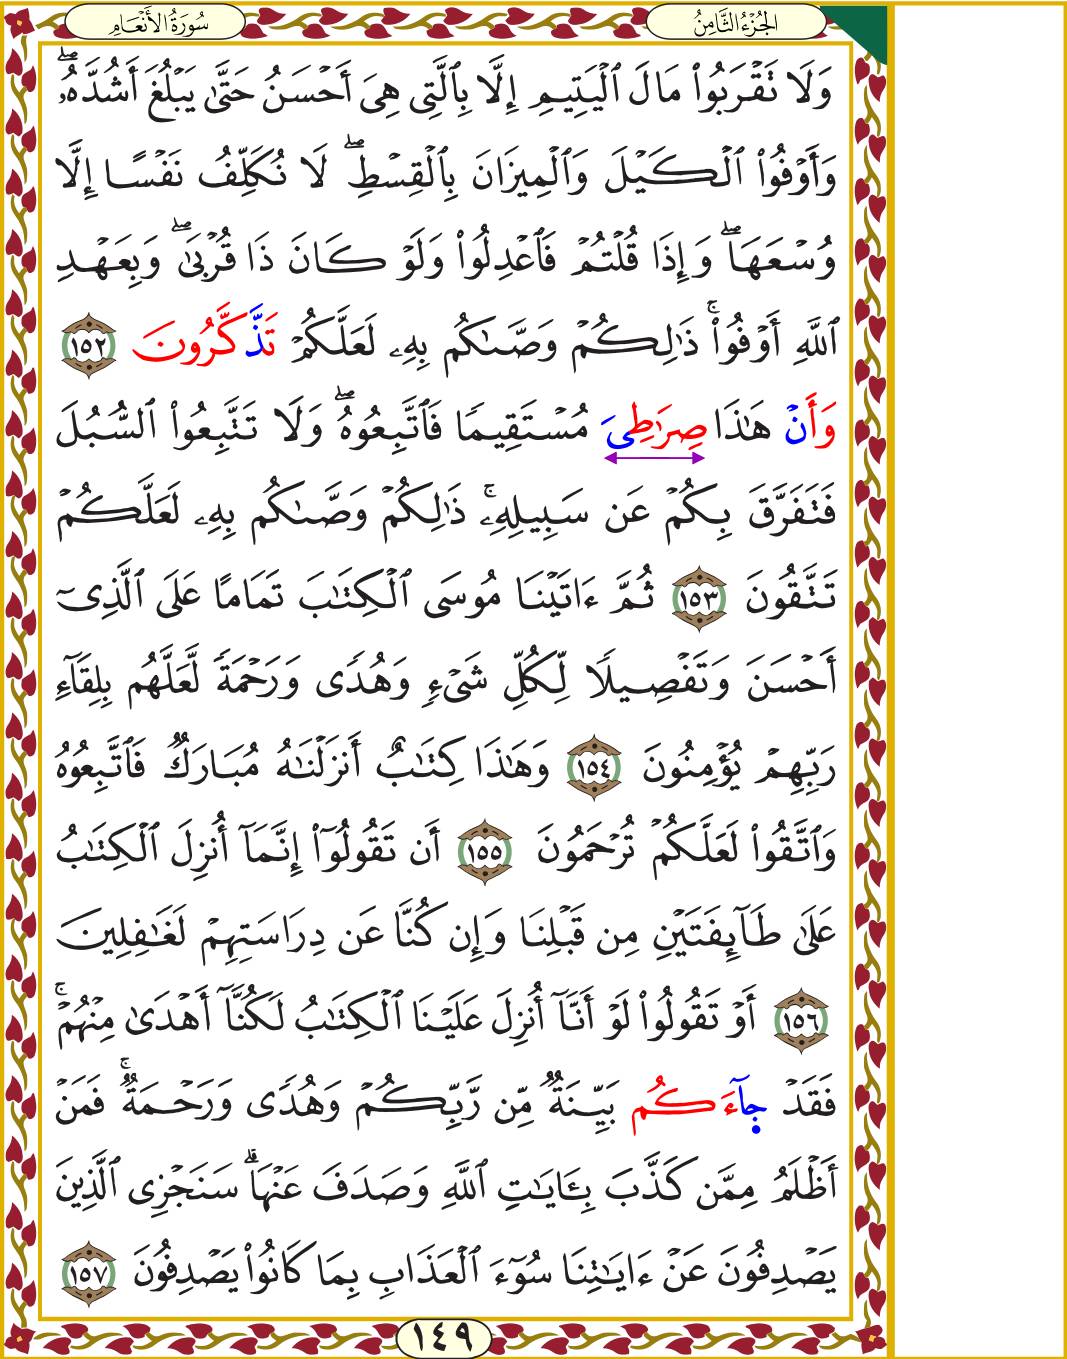 الجُزْءُ الثَّامِنُ
سُورَةُ الأَنْعَامِ
وَلَا تَقْرَبُواْ مَالَ ٱلْيَتِيمِ إِلَّا بِٱلَّتِى هِىَ أَحْسَنُ حَتَّىٰ يَبْلُغَ أَشُدَّهُۥۖ
وَأَوْفُواْ ٱلْكَيْلَ وَٱلْمِيزَانَ بِٱلْقِسْطِۖ لَا نُكَلِّفُ نَفْسًا إِلَّا
وُسْعَهَاۖ وَإِذَا قُلْتُمْ فَٱعْدِلُواْ وَلَوْ كَانَ ذَا قُرْبَىٰۖ وَبِعَهْدِ
ٱللَّهِ أَوْفُواْۚ ذَٰلِكُمْ وَصَّىٰكُم بِهِۦ لَعَلَّكُمْ تَذَّكَّرُونَ ١٥٢
وَأَنْ هَٰذَا صِرَٰطِىَ مُسْتَقِيمًا فَٱتَّبِعُوهُۖ وَلَا تَتَّبِعُواْ ٱلسُّبُلَ
فَتَفَرَّقَ بِكُمْ عَن سَبِيلِهِۦۚ ذَٰلِكُمْ وَصَّىٰكُم بِهِۦ لَعَلَّكُمْ
تَتَّقُونَ ١٥٣ ثُمَّ ءَاتَيْنَا مُوسَى ٱلْكِتَٰبَ تَمَامًا عَلَى ٱلَّذِىٓ
أَحْسَنَ وَتَفْصِيلًا لِّكُلِّ شَىْءٍ وَهُدًى وَرَحْمَةً لَّعَلَّهُم بِلِقَآءِ
رَبِّهِمْ يُؤْمِنُونَ ١٥٤ وَهَٰذَا كِتَٰبٌ أَنزَلْنَٰهُ مُبَارَكٌ فَٱتَّبِعُوهُ
وَٱتَّقُواْ لَعَلَّكُمْ تُرْحَمُونَ ١٥٥ أَن تَقُولُوٓاْ إِنَّمَآ أُنزِلَ ٱلْكِتَٰبُ
عَلَىٰ طَآئِفَتَيْنِ مِن قَبْلِنَا وَإِن كُنَّا عَن دِرَاسَتِهِمْ لَغَٰفِلِينَ
١٥٦ أَوْ تَقُولُواْ لَوْ أَنَّآ أُنزِلَ عَلَيْنَا ٱلْكِتَٰبُ لَكُنَّآ أَهْدَىٰ مِنْهُمْۚ
فَقَدْ جَآءَكُم بَيِّنَةٌ مِّن رَّبِّكُمْ وَهُدًى وَرَحْمَةٌۚ فَمَنْ
أَظْلَمُ مِمَّن كَذَّبَ بِـَٔايَٰتِ ٱللَّهِ وَصَدَفَ عَنْهَاۗ سَنَجْزِى ٱلَّذِينَ
يَصْدِفُونَ عَنْ ءَايَٰتِنَا سُوٓءَ ٱلْعَذَابِ بِمَا كَانُواْ يَصْدِفُونَ ١٥٧
١٤٩